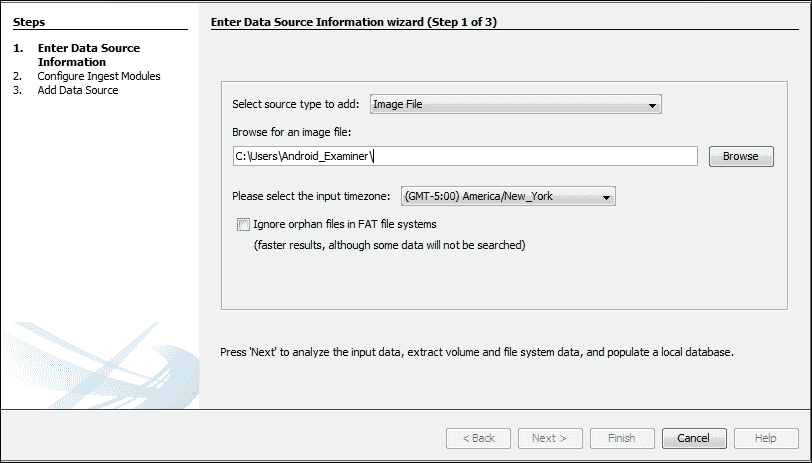 Steps
1. Enter Data Source
Information
2. Configure Ingest Modules
3. Add Data Source
Enter Data Source Information wizard (Step 1 of 3)
Select source type to add: Image File
Browse for an image file:
C:\Users\Android_Examiner\
Browse
Please select the input timezone: (GMT-5:00) America/New_York
Ignore orphan files in FAT file systems
(faster results, although some data will not be searched)
Press 'Next' to analyze the input data, extract volume and file system data, and populate a local database.
< Back Next > Finish Cancel Help